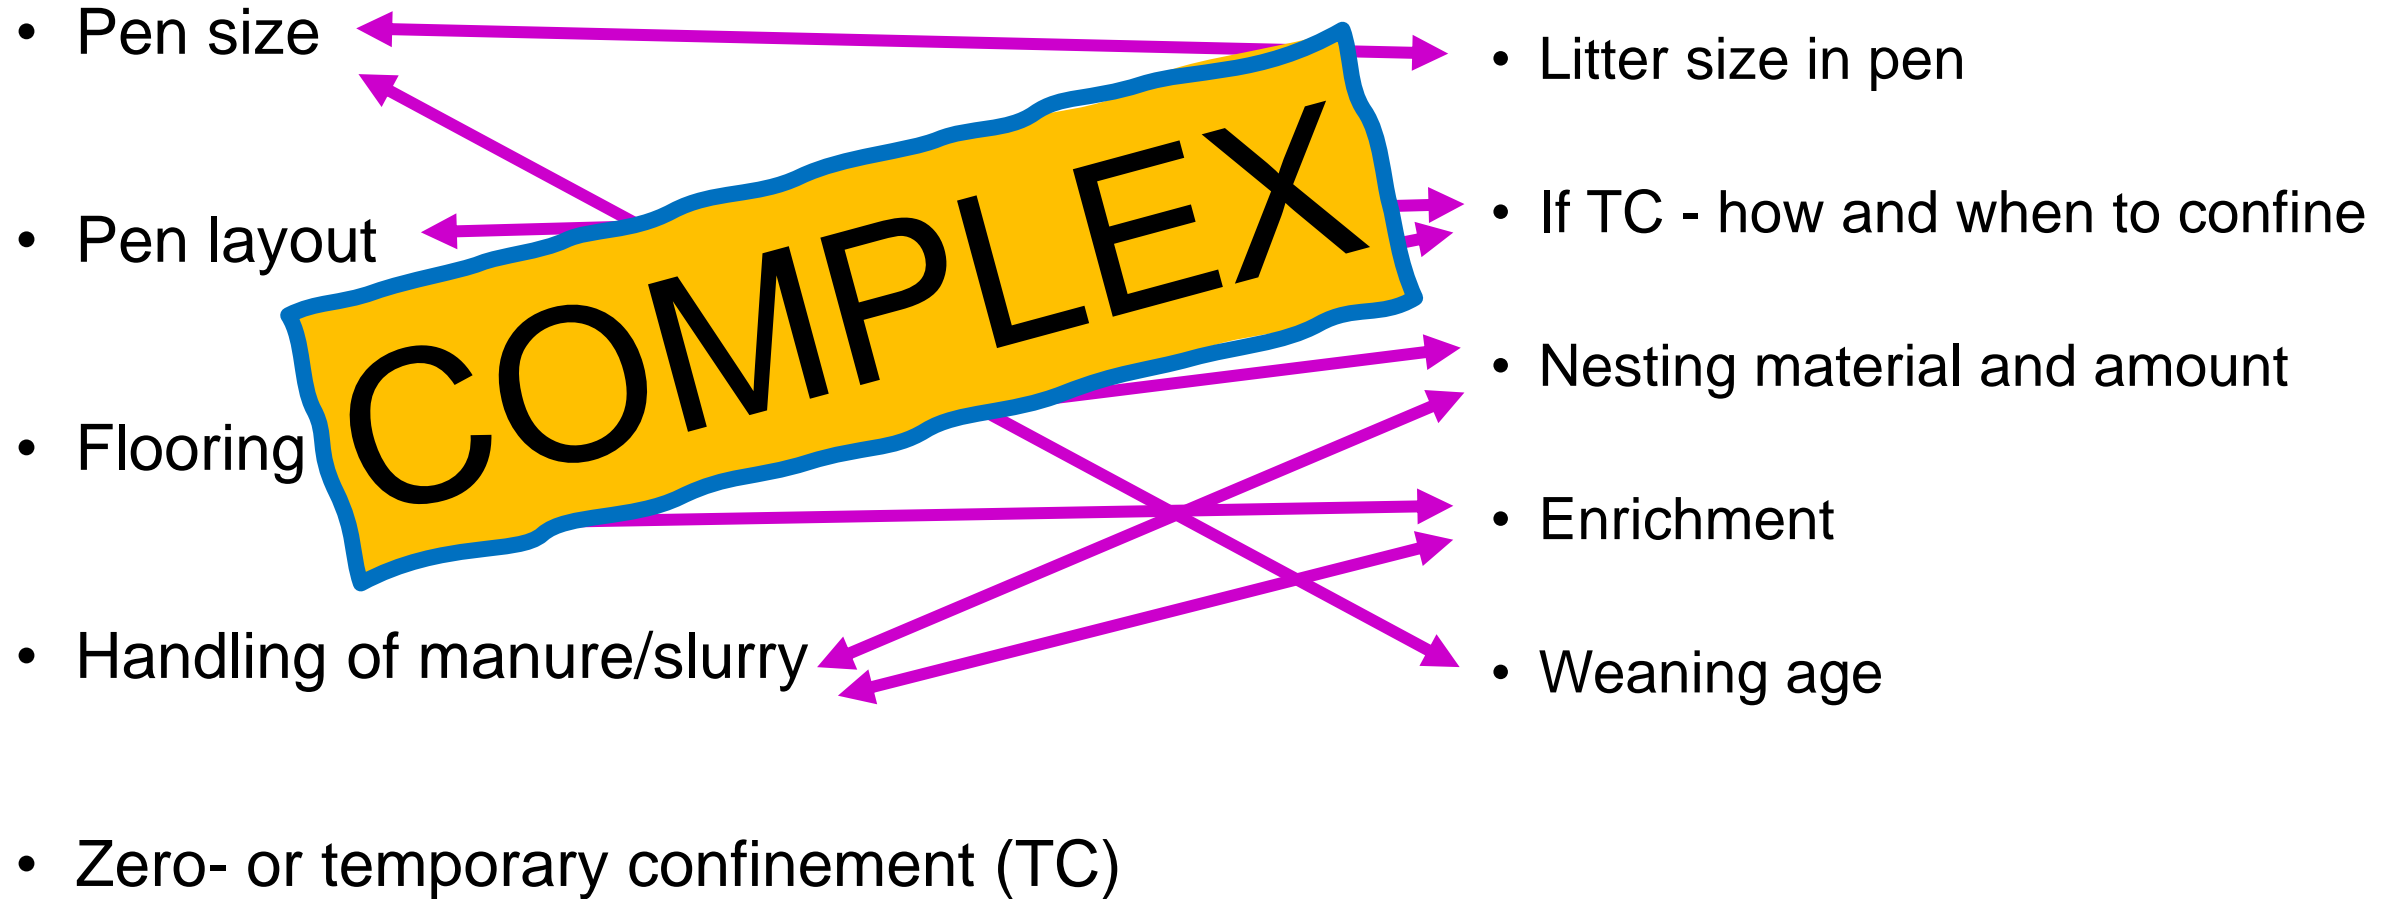 • Pen size
• Pen layout
• Flooring
• Handling of manure/slurry
• Zero- or temporary confinement (TC)
COMPLEX
• Litter size in pen
• If TC - how and when to confine
• Nesting material and amount
• Enrichment
• Weaning age